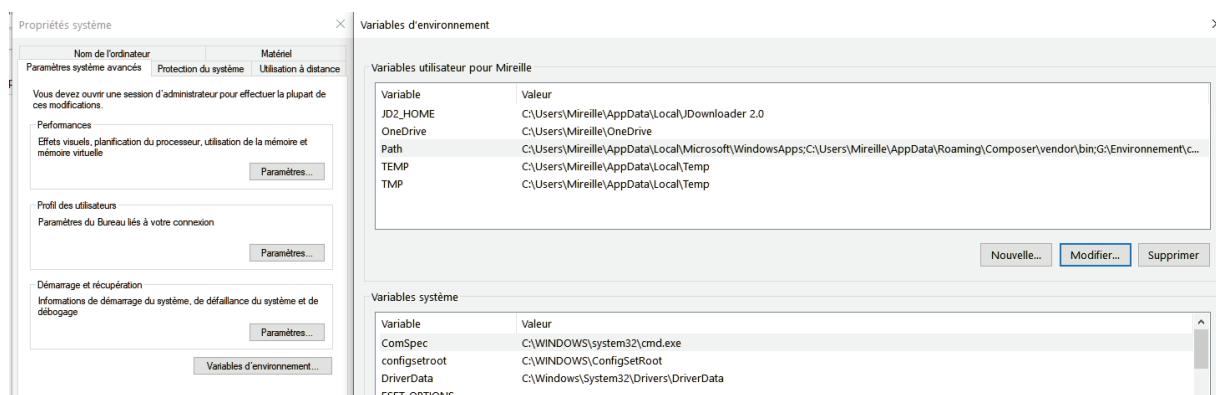 Propriétés système
Nom de l'ordinateur
Matériel
Paramètres système avancés
Protection du système
Utilisation à distance
Vous devez ouvrir une session d'administrateur pour effectuer la plupart de
ces modifications.
Performances
Effets visuels, planification du processeur, utilisation de la mémoire et
mémoire virtuelle
Paramètres...
Profil des utilisateurs
Paramètres du Bureau liés à votre connexion
Paramètres...
Démarrage et récupération
Informations de démarrage du système, de défaillance du système et de
débogage
Paramètres...
Variables d'environnement...
Variables d'environnement
Variables utilisateur pour Mireille
Variable Valeur
JD2_HOME C:\Users\Mireille\AppData\Local\JDownloader 2.0
OneDrive C:\Users\Mireille\OneDrive
Path C:\Users\Mireille\AppData\Local\Microsoft\WindowsApps;C:\Users\Mireille\AppData\Roaming\Composer\vendor\bin;G:\Environnement\c...
TEMP C:\Users\Mireille\AppData\Local\Temp
TMP C:\Users\Mireille\AppData\Local\Temp
Nouvelle... Modifier... Supprimer
Variables système
Variable Valeur
ComSpec C:\WINDOWS\system32\cmd.exe
configsetroot C:\WINDOWS\ConfigSetRoot
DriverData C:\Windows\System32\Drivers\DriverData